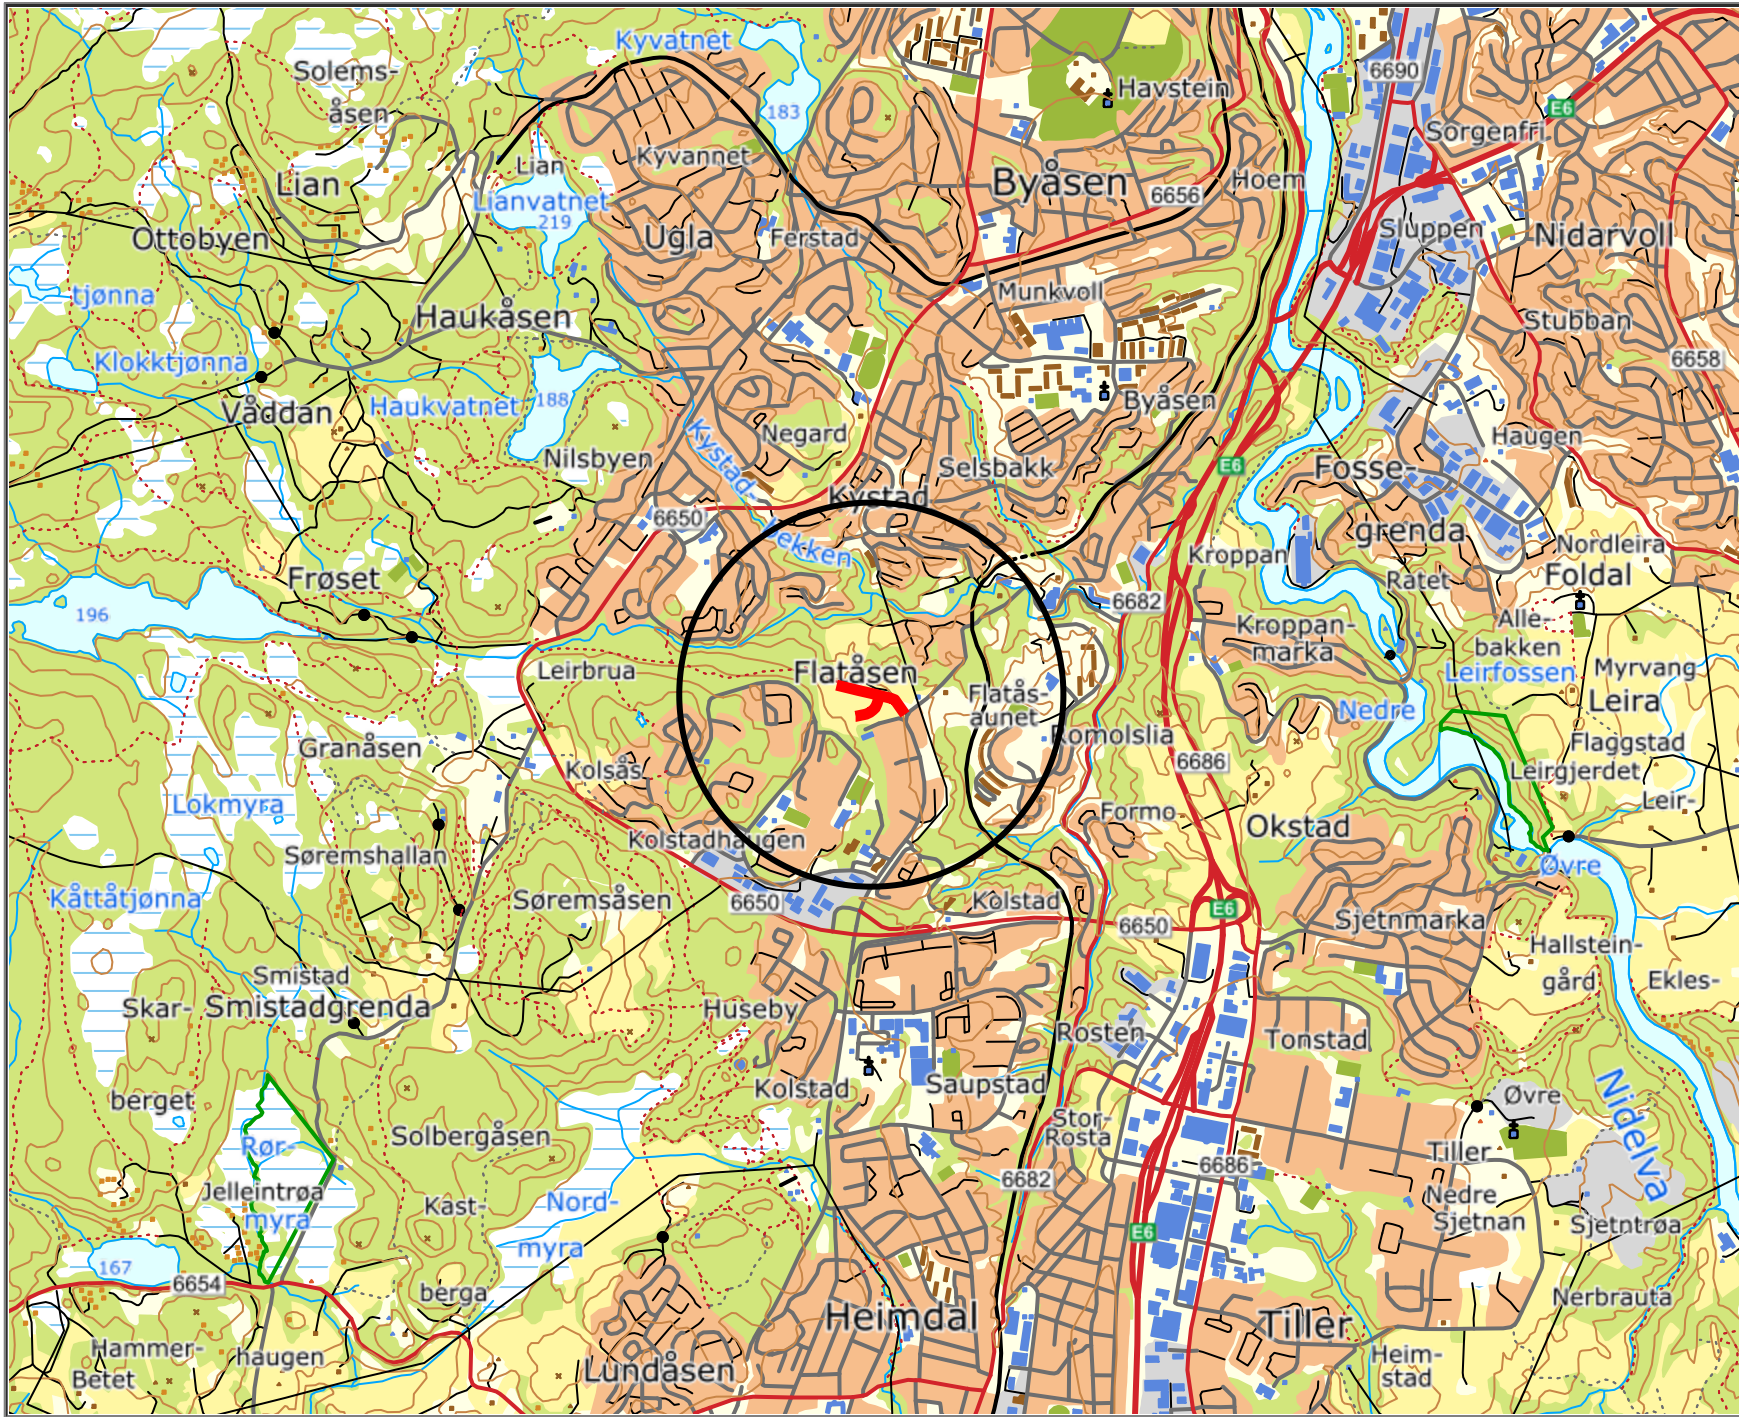 Kyvatnet
Solems-
åsen
183
Havstein
6690
E6
Sorgenfri
Kyvannet
Lian
Lian
Lianvatnet
219
Byåsen
6656
Hoem
Ottobyen
Ugla
Ferstad
Sluppen
Nidarvoll
tjønna
Munkvoll
Haukåsen
Stubban
Klokktjønna
6658
Våddan
Haukvatnet
188
Byåsen
Negard
Haugen
Nilsbyen
Kystad-
bekken
Selsbakk
E6
Fosse-
grenda
Kystad
6650
Kroppan
Nordleira
Foldal
Frøset
Ratet
196
6682
Kroppan-
marka
Alle-
bakken
Leirfossen
Myrvang
Leirbrua
Flatåsen
Flatås-
aunet
Nedre
Leira
Granåsen
Romolslia
Flaggstad
Kolsås
6686
Leirgjerdet
Lokmyra
Formo
Leir-
Okstad
Kolstadhaugen
Søremshallan
Øvre
Kåttåtjønna
Søremsåsen
6650
Kolstad
E6
6650
Sjetnmarka
Hallstein-
gård
Smistad
Ekles-
Skar-
Smistadgrenda
Huseby
Rosten
Tonstad
berget
Kolstad
Saupstad
Øvre
Nidelva
Stor-
Rosta
Solbergåsen
Rør-
myra
Tiller
6686
6682
Jelleintrøa
Kast-
Nord-
myra
Nedre
Sjetnan
Sjetntrøa
E6
167
6654
berga
Nerbrauta
Heimdal
Tiller
Hammer-
haugen
Betet
Lundåsen
Heim-
stad